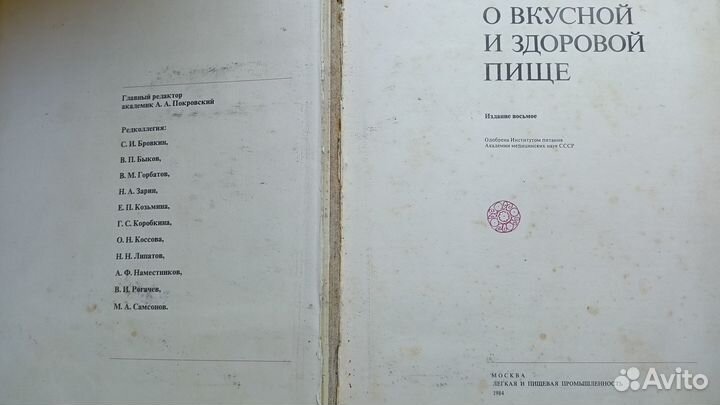 Главный редактор
академик А. А. Покровский
Редколлегия:
С. И. Бровкин,
В. П. Быков,
В. М. Горбатов,
Н. А. Зарин,
Е. П. Козьмина,
Г. С. Коробкина,
О. Н. Коссова,
Н. Н. Липатов,
А. Ф. Наместников,
В. И. Рогачев,
М. А. Самсонов.
О ВКУСНОЙ
И ЗДОРОВОЙ
ПИЩЕ
Издание восьмое
Одобрена Институтом питания
Академии медицинских наук СССР
МОСКВА
ЛЕГКАЯ И ПИЩЕВАЯ ПРОМЫШЛЕННОСТЬ
1984
Avito